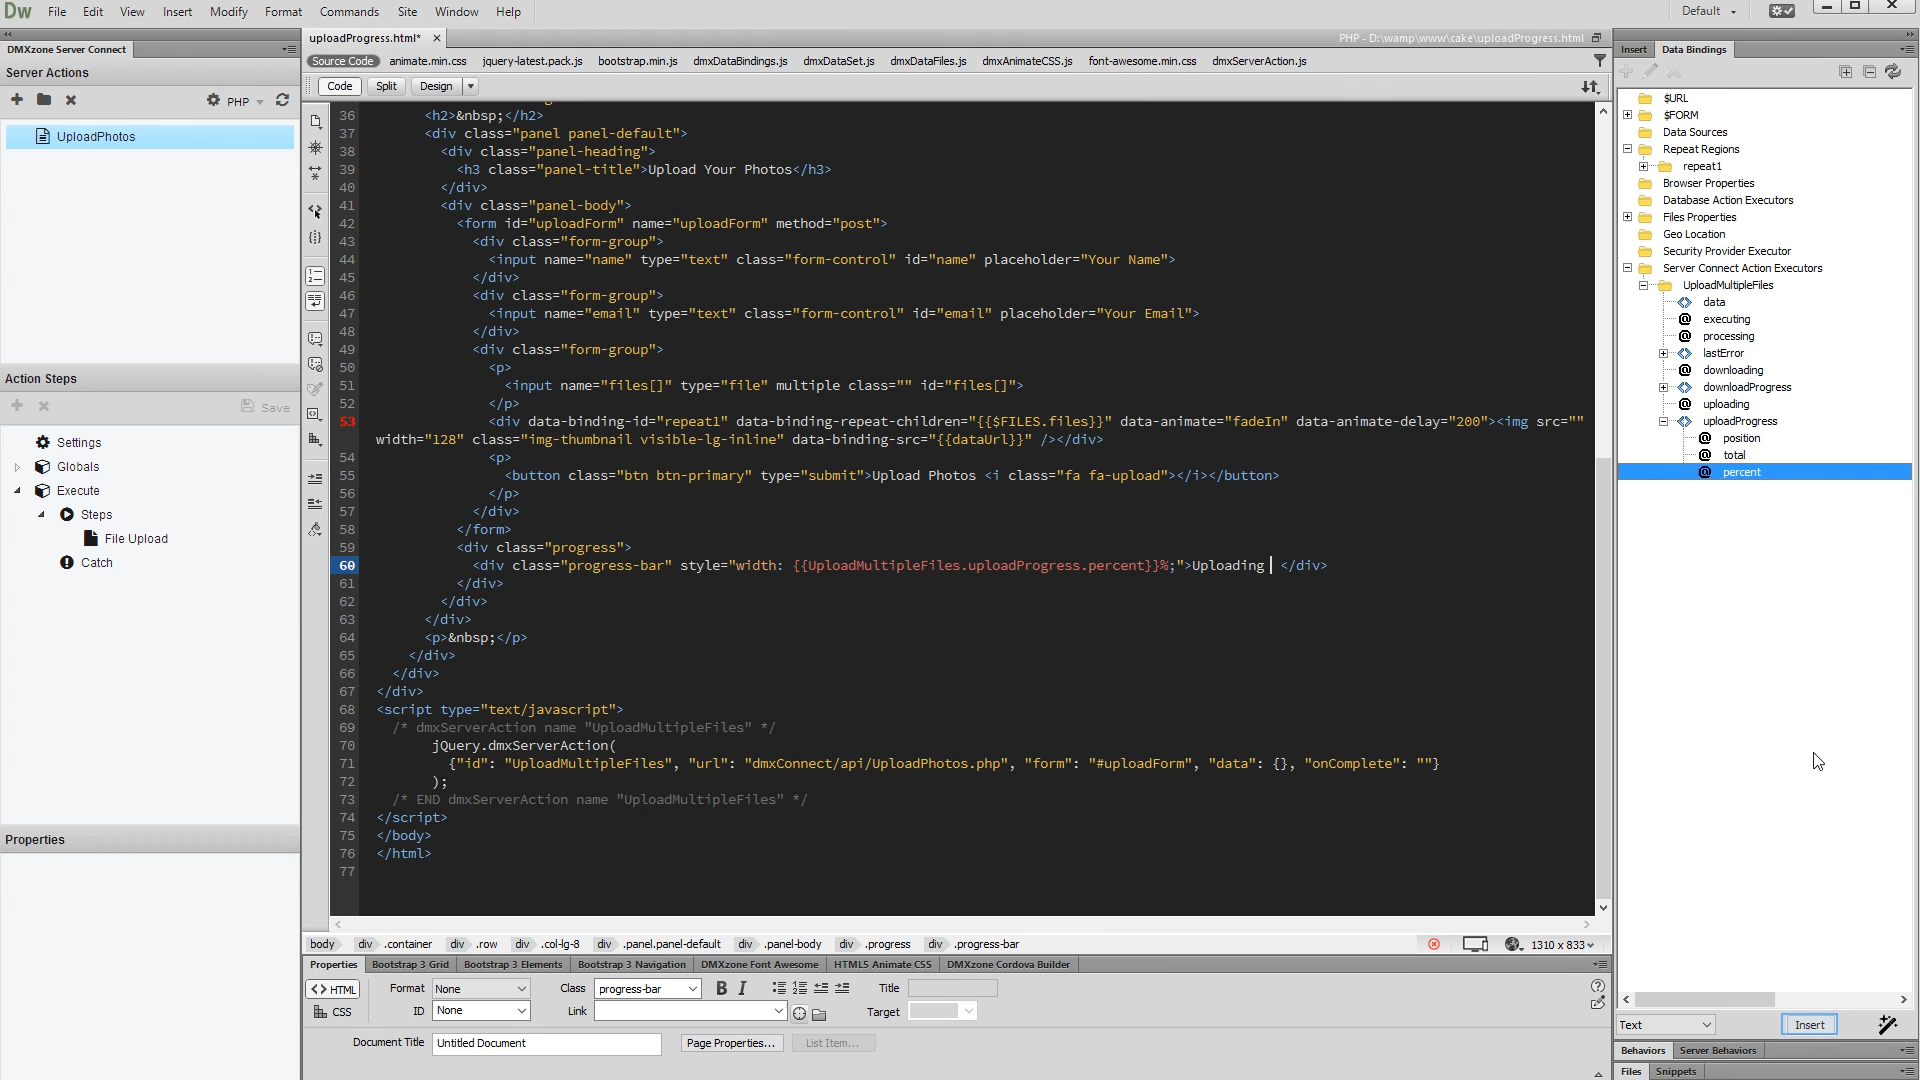 Dw File Edit View Insert Modify Format Commands Site Window Help Default
DMXzone Server Connect
Server Actions
PHP
UploadPhotos
Action Steps
Save
Settings
Globals
Execute
Steps
File Upload
Catch
Properties
uploadProgress.html*
PHP - D:\wamp\www\cake\uploadProgress.html
Source Code animate.min.css jquery-latest.pack.js bootstrap.min.js dmxDataBindings.js dmxDataSet.js dmxDataFiles.js dmxAnimateCSS.js font-awesome.min.css dmxServerAction.js
Code Split Design
36 <h2>&nbsp;</h2>
37 <div class="panel panel-default">
38 <div class="panel-heading">
39 <h3 class="panel-title">Upload Your Photos</h3>
40 </div>
41 <div class="panel-body">
42 <form id="uploadForm" name="uploadForm" method="post">
43 <div class="form-group">
44 <input name="name" type="text" class="form-control" id="name" placeholder="Your Name">
45 </div>
46 <div class="form-group">
47 <input name="email" type="text" class="form-control" id="email" placeholder="Your Email">
48 </div>
49 <div class="form-group">
50 <p>
51 <input name="files[]" type="file" multiple class="" id="files[]">
52 </p>
53 <div data-binding-id="repeat1" data-binding-repeat-children="{{$FILES.files}}" data-animate="fadeIn" data-animate-delay="200"><img src=""
width="128" class="img-thumbnail visible-lg-inline" data-binding-src="{{dataUrl}}" /></div>
54 <p>
55 <button class="btn btn-primary" type="submit">Upload Photos <i class="fa fa-upload"></i></button>
56 </p>
57 </div>
58 </form>
59 <div class="progress">
60 <div class="progress-bar" style="width: {{UploadMultipleFiles.uploadProgress.percent}}%;">Uploading </div>
61 </div>
62 </div>
63 </div>
64 <p>&nbsp;</p>
65 </div>
66 </div>
67 </div>
68 <script type="text/javascript">
69 /* dmxServerAction name "UploadMultipleFiles" */
70 jQuery.dmxServerAction(
71 {"id": "UploadMultipleFiles", "url": "dmxConnect/api/UploadPhotos.php", "form": "#uploadForm", "data": {}, "onComplete": ""}
72 );
73 /* END dmxServerAction name "UploadMultipleFiles" */
74 </script>
75 </body>
76 </html>
77
body div .container div .row div .col-lg-8 div .panel.panel-default div .panel-body div .progress div .progress-bar 1310 x 833
Properties Bootstrap 3 Grid Bootstrap 3 Elements Bootstrap 3 Navigation DMXzone Font Awesome HTML5 Animate CSS DMXzone Cordova Builder
<> HTML Format None Class progress-bar B I Title
CSS ID None Link Target
Document Title Untitled Document Page Properties... List Item...
Insert Data Bindings
$URL
$FORM
Data Sources
Repeat Regions
repeat1
Browser Properties
Database Action Executors
Files Properties
Geo Location
Security Provider Executor
Server Connect Action Executors
UploadMultipleFiles
data
executing
processing
lastError
downloading
downloadProgress
uploading
uploadProgress
position
total
percent
Text Insert
Behaviors Server Behaviors
Files Snippets